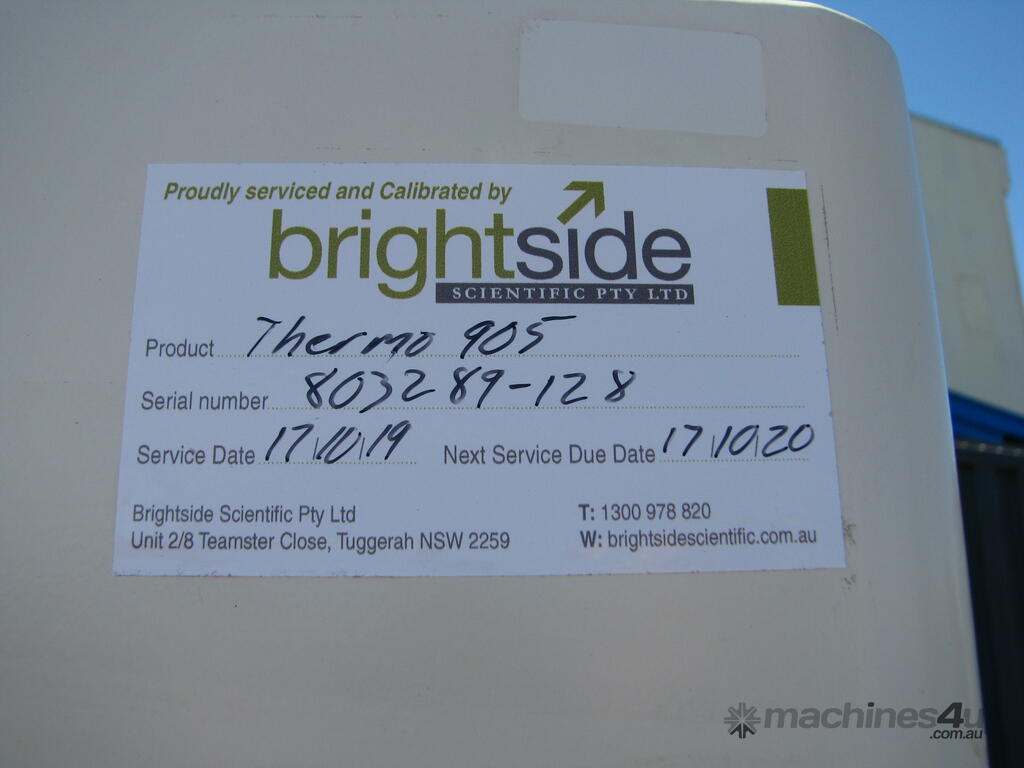 Proudly serviced and Calibrated by
brightside
SCIENTIFIC PTY LTD
Product Thermo 905
Serial number 803289-128
Service Date 17/10/19 Next Service Due Date 17/10/20
Brightside Scientific Pty Ltd T: 1300 978 820
Unit 2/8 Teamster Close, Tuggerah NSW 2259 W: brightsidescientific.com.au
machines4u
.com.au